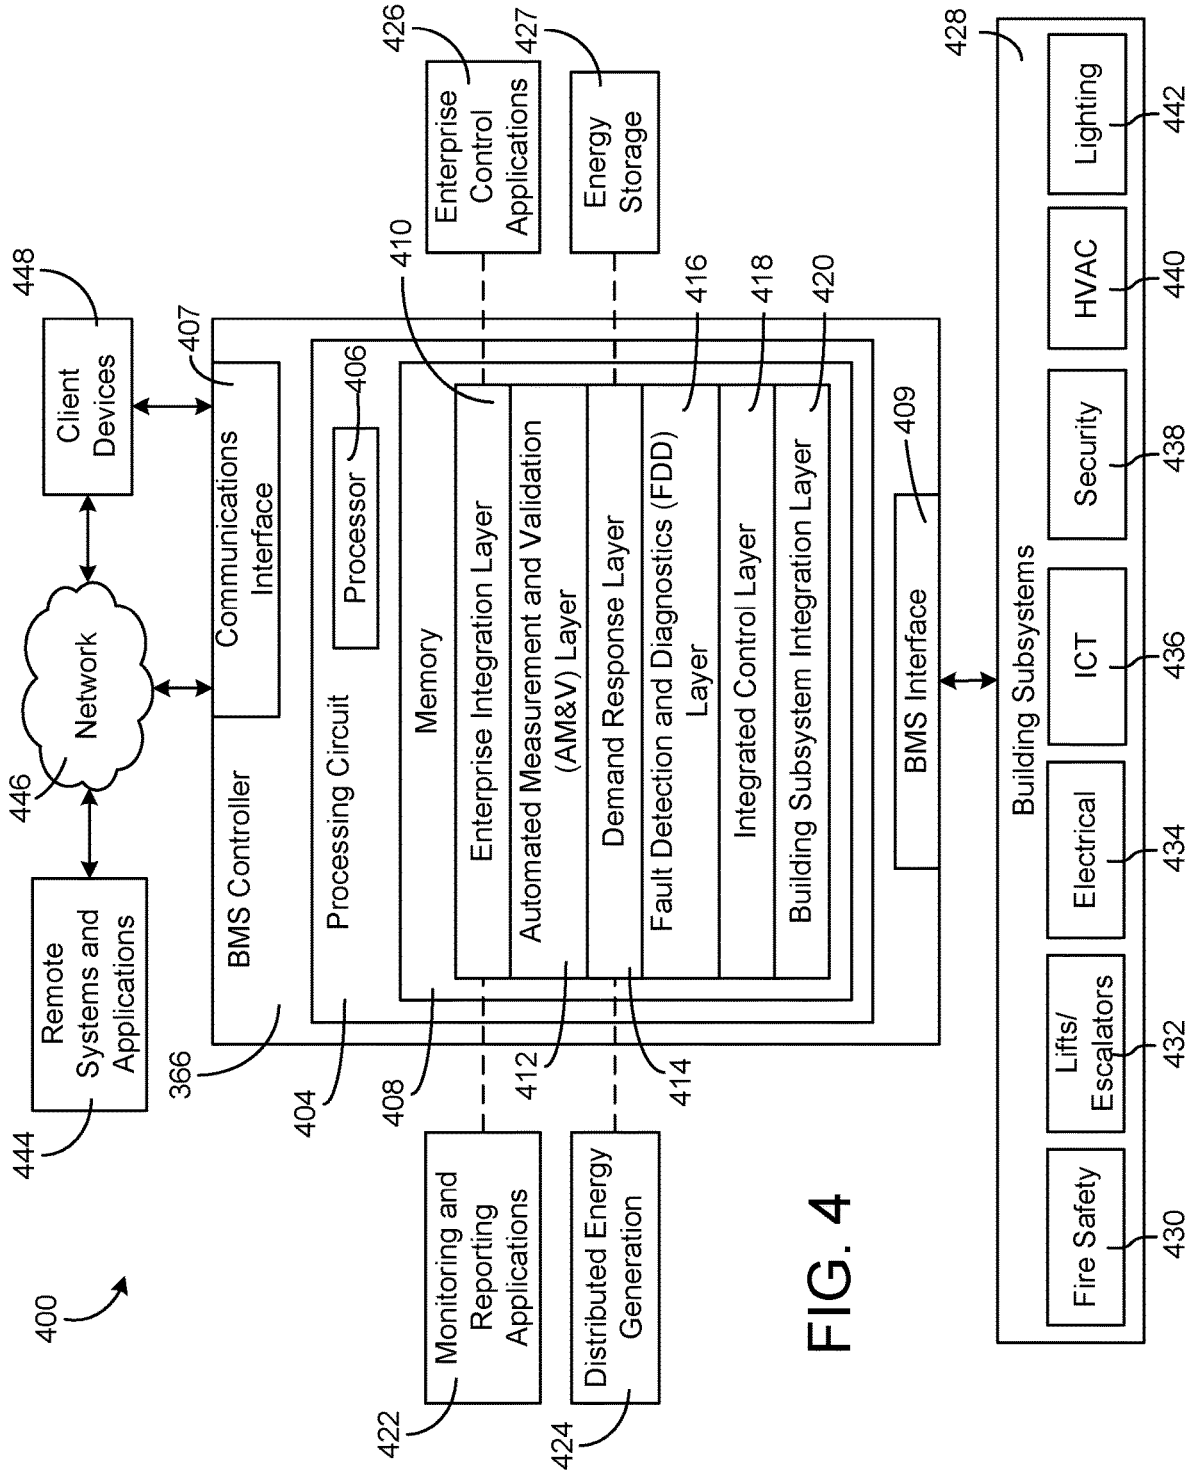 400
444
Remote
Systems and
Applications
446
Network
448
Client
Devices
366
BMS Controller
407
Communications
Interface
404
Processing Circuit
Processor
406
408
Memory
410
Enterprise Integration Layer
412
Automated Measurement and Validation
(AM&V) Layer
414
Demand Response Layer
416
Fault Detection and Diagnostics (FDD)
Layer
418
Integrated Control Layer
420
Building Subsystem Integration Layer
422
Monitoring and
Reporting
Applications
424
Distributed Energy
Generation
426
Enterprise
Control
Applications
427
Energy
Storage
409
BMS Interface
428
Building Subsystems
Fire Safety
Lifts/
Escalators
Electrical
ICT
Security
HVAC
Lighting
430
432
434
436
438
440
442
FIG. 4